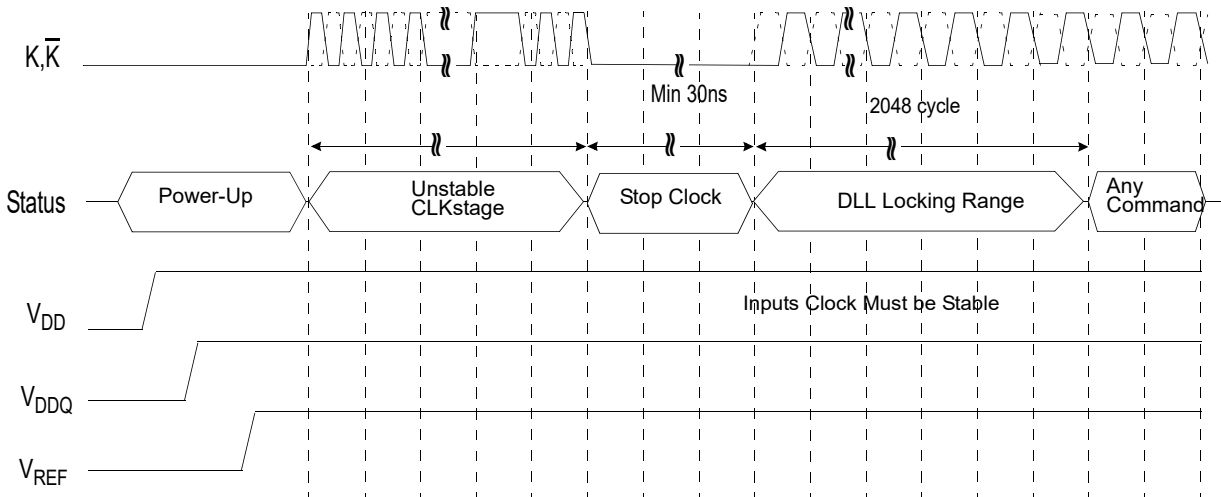 K,K̅
Min 30ns
2048 cycle
Status
Power-Up
Unstable
CLKstage
Stop Clock
DLL Locking Range
Any
Command
VDD
Inputs Clock Must be Stable
VDDQ
VREF